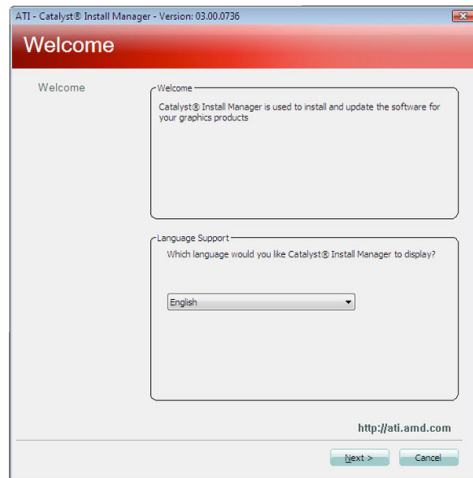 ATI - Catalyst® Install Manager - Version: 03.00.0736
Welcome
Welcome
Welcome
Catalyst® Install Manager is used to install and update the software for
your graphics products
Language Support
Which language would you like Catalyst® Install Manager to display?
English
http://ati.amd.com
Next >
Cancel